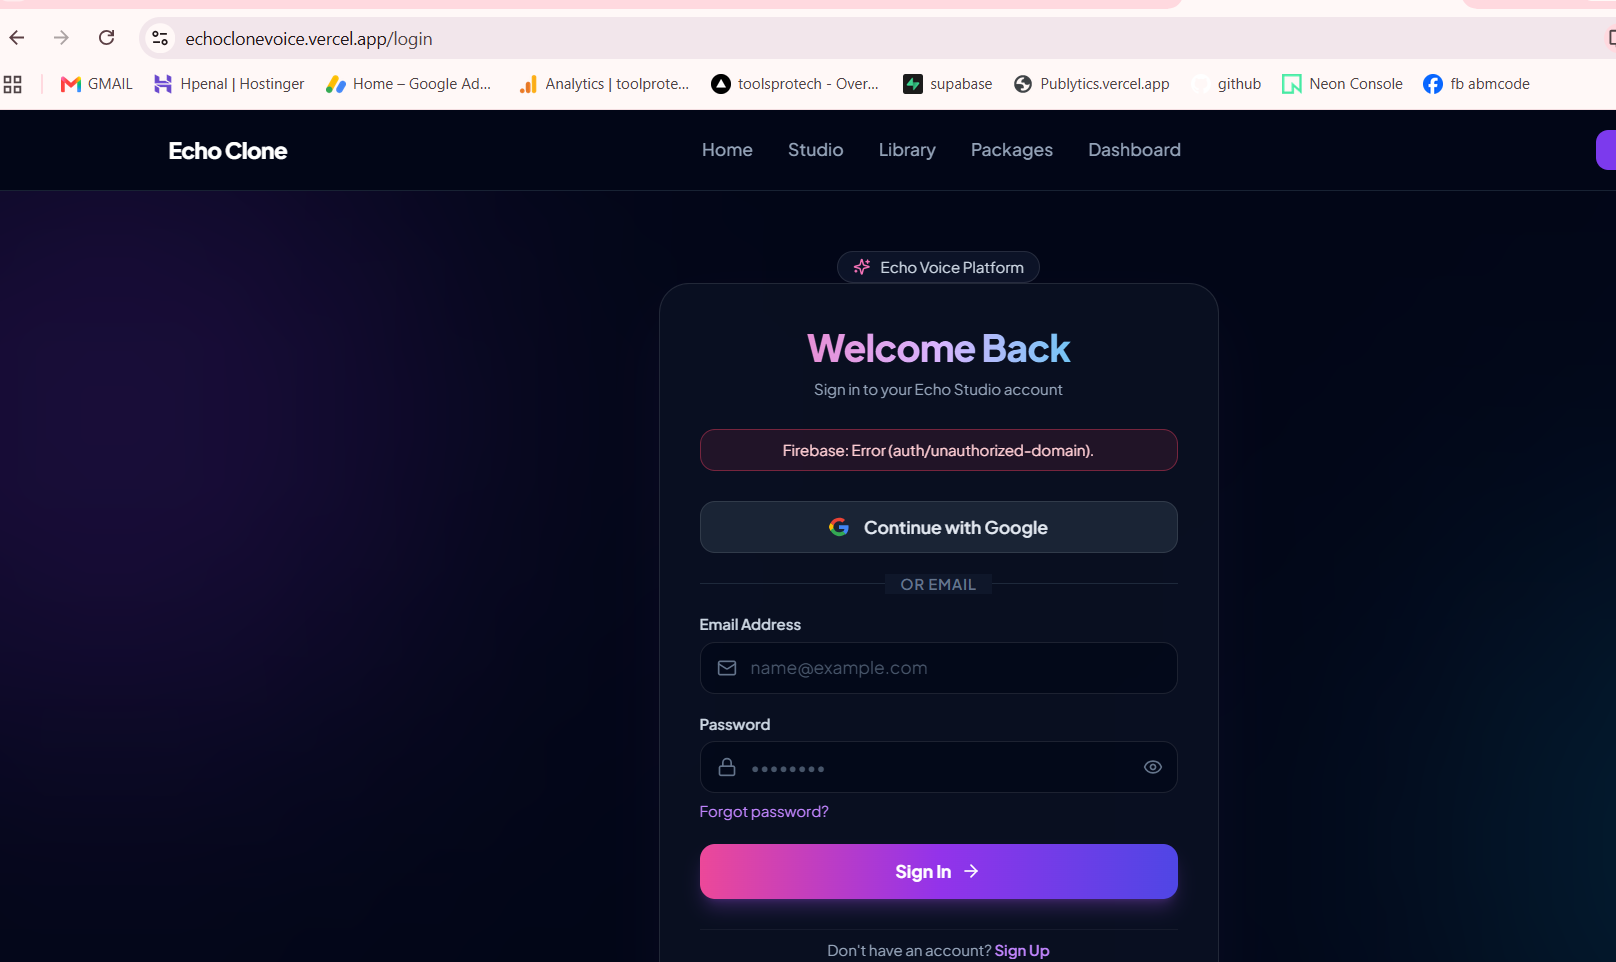 echoclonevoice.vercel.app/login
GMAIL
Hpenal | Hostinger
Home – Google Ad...
Analytics | toolprote...
toolsprotech - Over...
supabase
Publytics.vercel.app
github
Neon Console
fb abmcode
Echo Clone
Home
Studio
Library
Packages
Dashboard
Echo Voice Platform
Welcome Back
Sign in to your Echo Studio account
Firebase: Error (auth/unauthorized-domain).
Continue with Google
OR EMAIL
Email Address
name@example.com
Password
Forgot password?
Sign In
Don't have an account? Sign Up